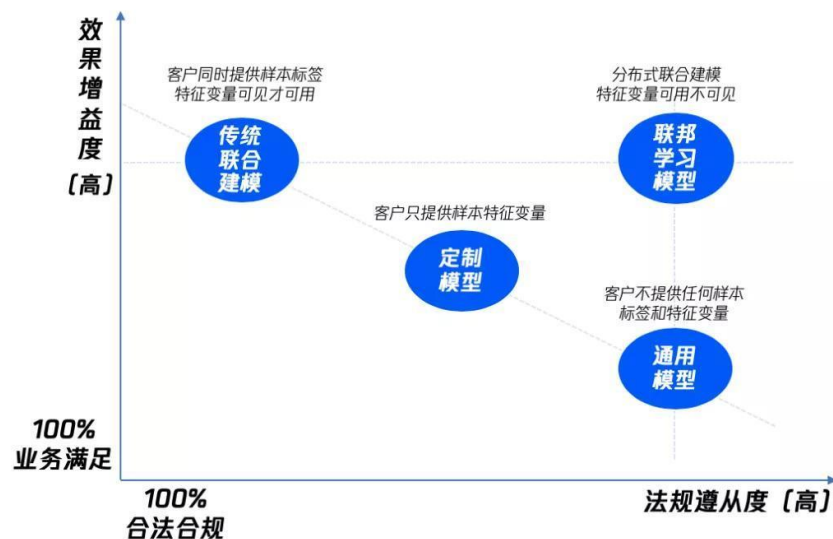 效
果
增
益
度
(高)
客户同时提供样本标签
特征变量可见才可用
传统
联合
建模
分布式联合建模
特征变量可用不可见
联邦
学习
模型
客户只提供样本特征变量
定制
模型
客户不提供任何样本
标签和特征变量
通用
模型
100%
业务满足
100%
合法合规
法规遵从度 (高)